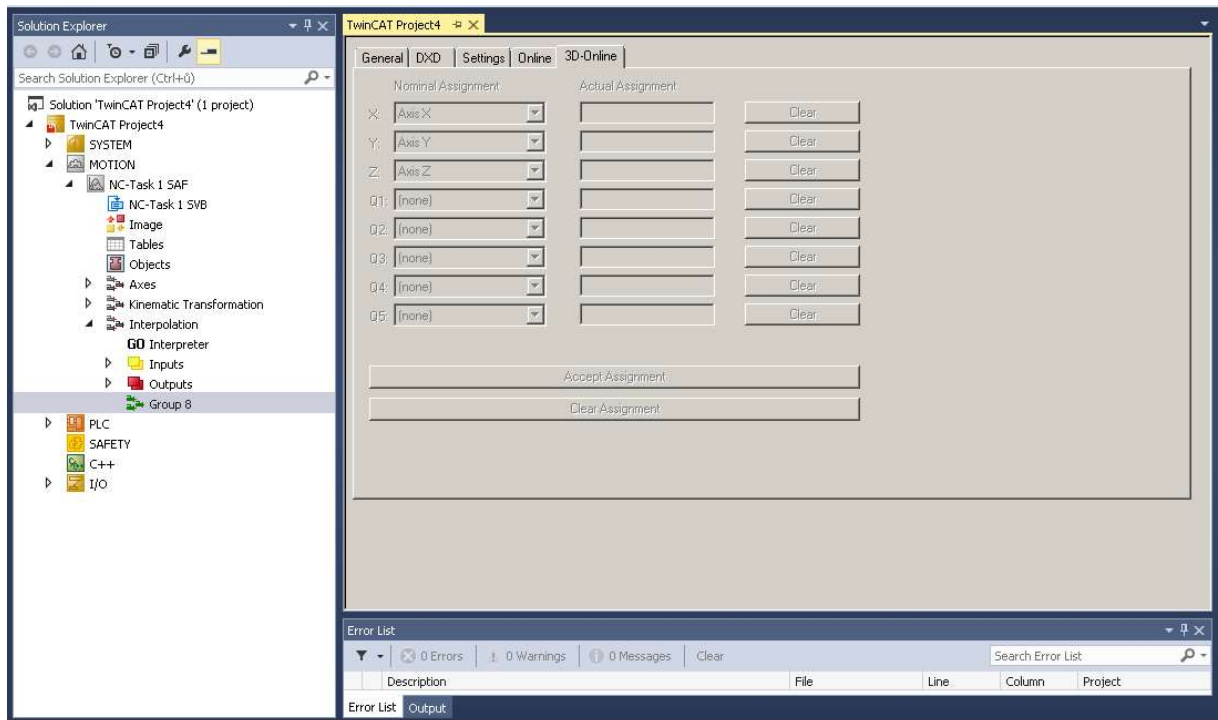 Solution Explorer
Search Solution Explorer (Ctrl+ů)
Solution 'TwinCAT Project4' (1 project)
TwinCAT Project4
SYSTEM
MOTION
NC-Task 1 SAF
NC-Task 1 SVB
Image
Tables
Objects
Axes
Kinematic Transformation
Interpolation
GO Interpreter
Inputs
Outputs
Group 8
PLC
SAFETY
C++
I/O
TwinCAT Project4
General DXD Settings Online 3D-Online
Nominal Assignment Actual Assignment
X: Axis X Clear
Y: Axis Y Clear
Z: Axis Z Clear
Q1: (none) Clear
Q2: (none) Clear
Q3: (none) Clear
Q4: (none) Clear
Q5: (none) Clear
Accept Assignment
Clear Assignment
Error List
0 Errors 0 Warnings 0 Messages Clear Search Error List
Description File Line Column Project
Error List Output